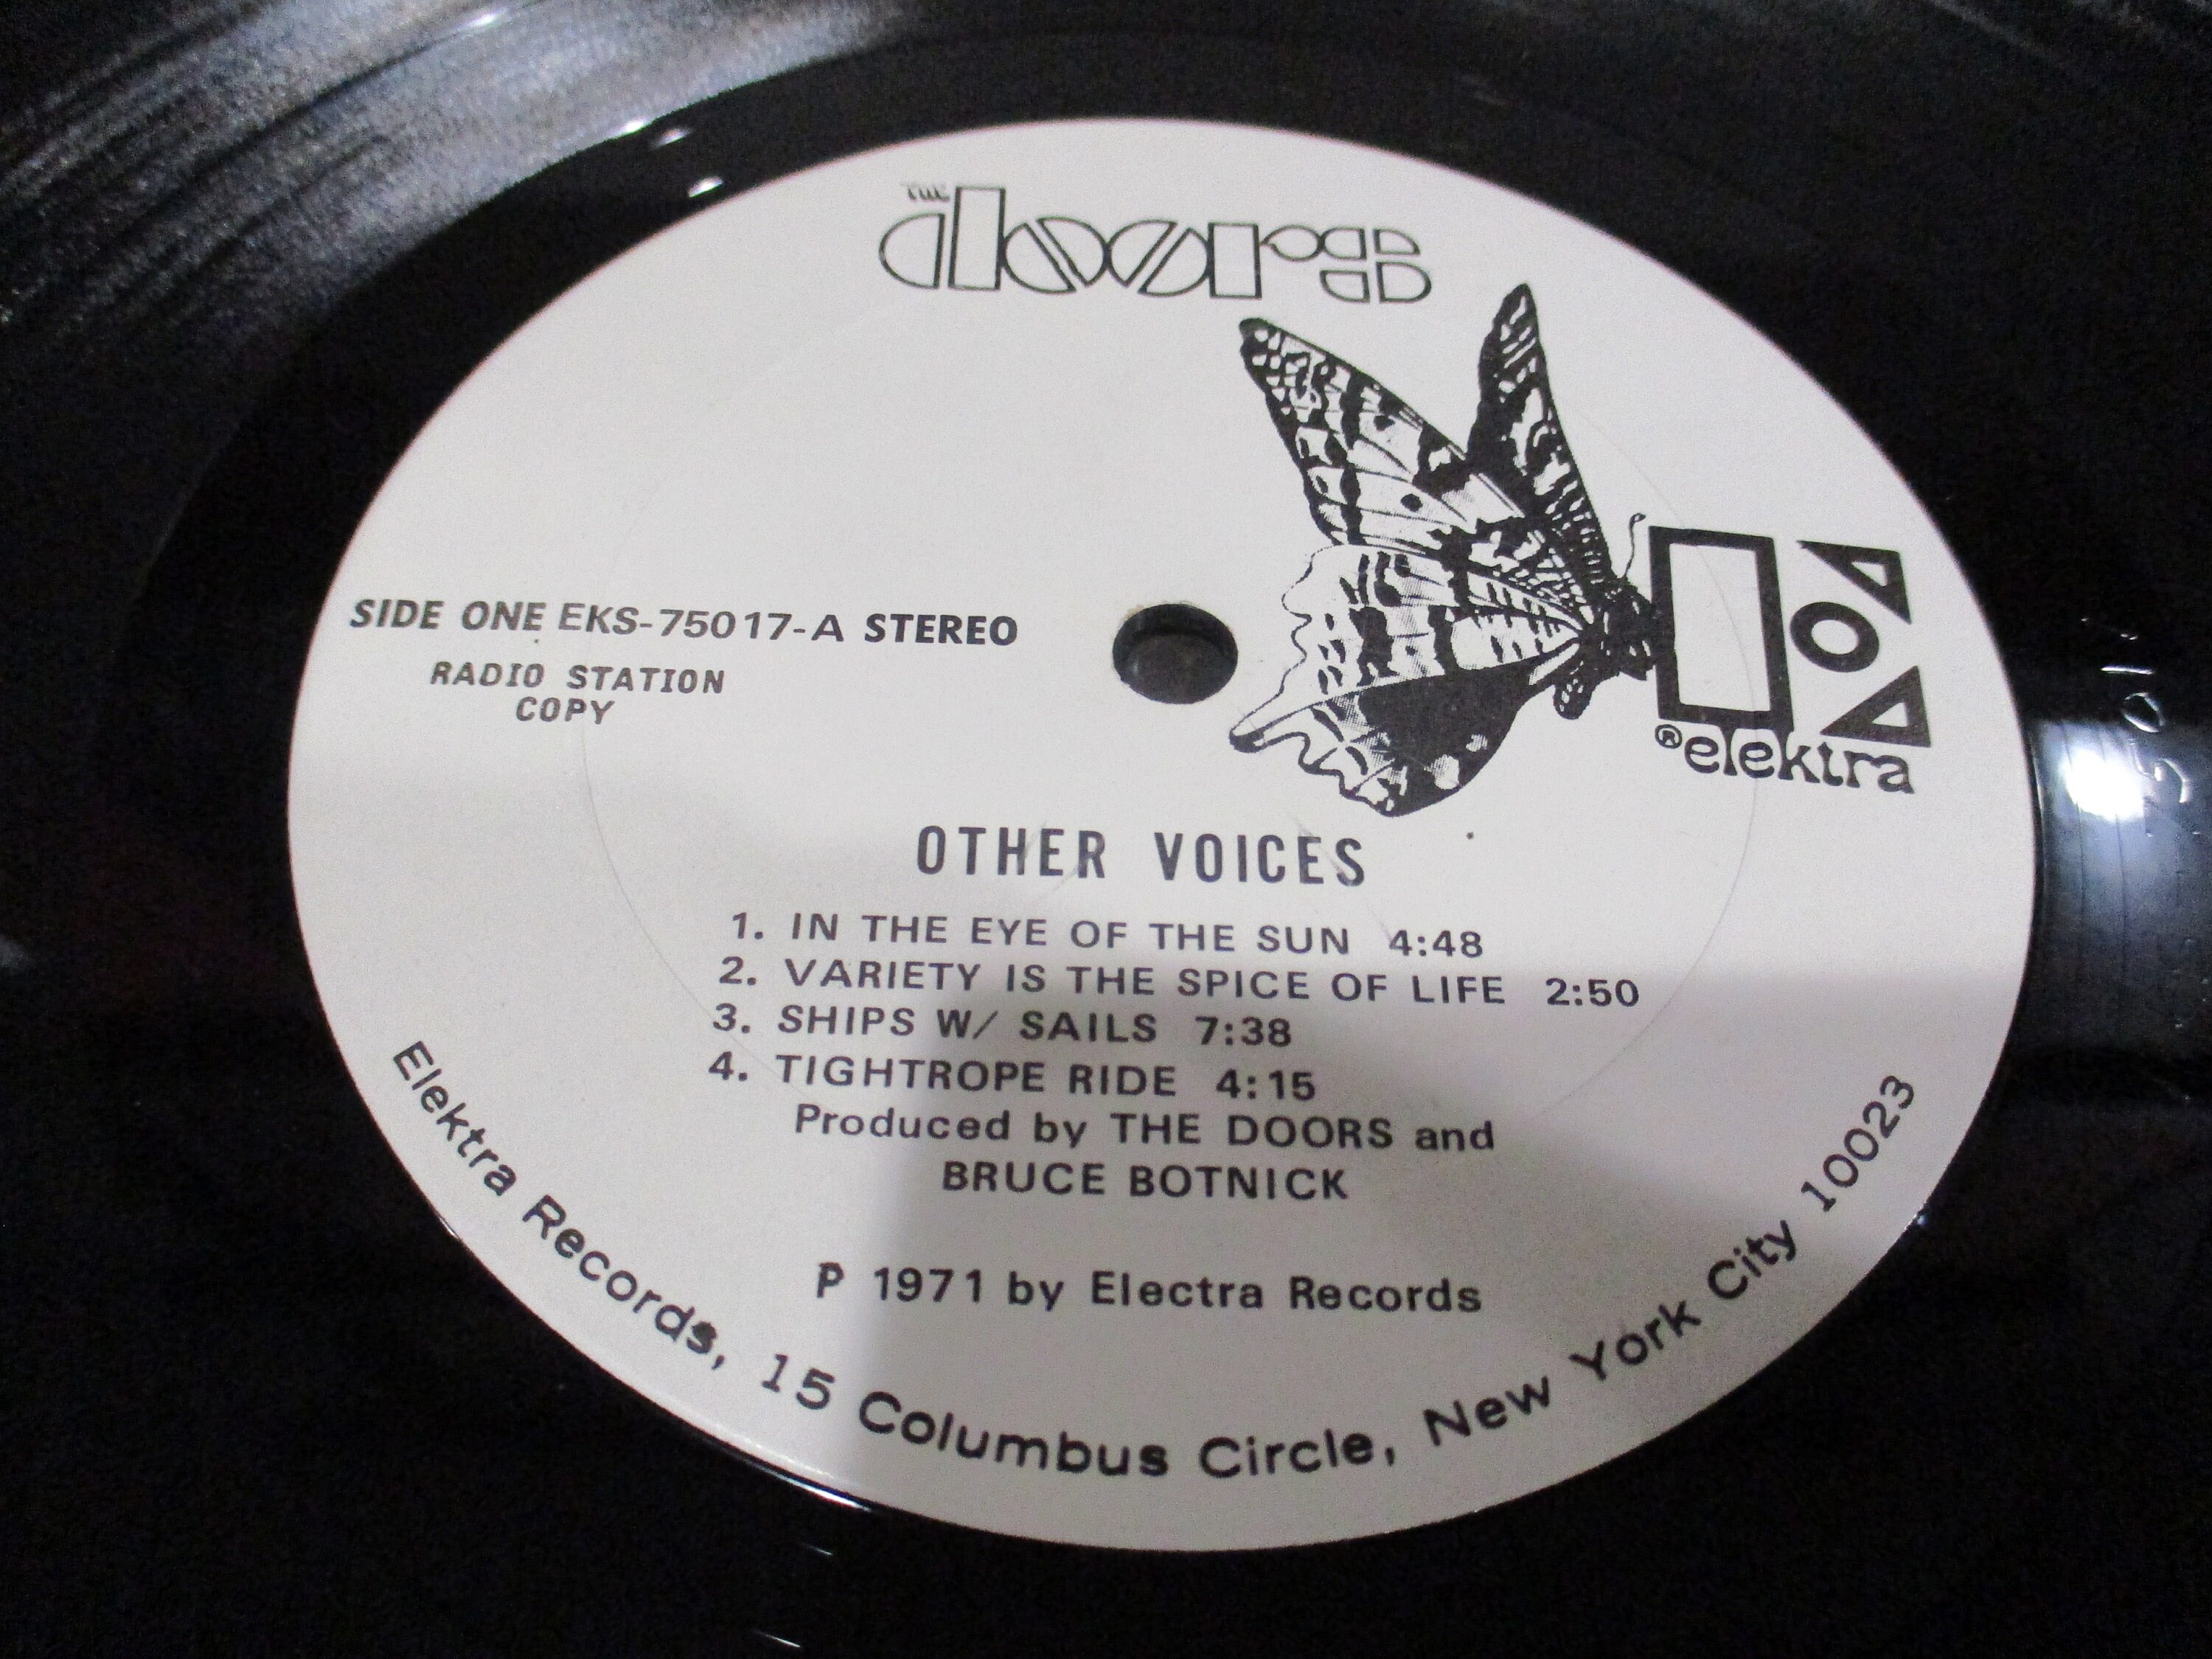 THE
doors
SIDE ONE EKS-75017-A STEREO
RADIO STATION
COPY
® elektra
OTHER VOICES
1. IN THE EYE OF THE SUN 4:48
2. VARIETY IS THE SPICE OF LIFE 2:50
3. SHIPS W/ SAILS 7:38
4. TIGHTROPE RIDE 4:15
Produced by THE DOORS and
BRUCE BOTNICK
P 1971 by Electra Records
Elektra Records, 15 Columbus Circle, New York City 10023